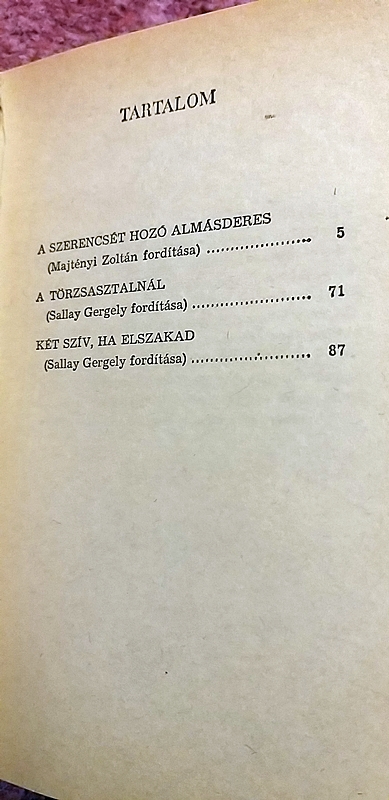 TARTALOM
A SZERENCSÉT HOZÓ ALMÁSDERES
(Majtényi Zoltán fordítása) ..................... 5
A TÖRZSASZTALNÁL
(Sallay Gergely fordítása) ........................ 71
KÉT SZÍV, HA ELSZAKAD
(Sallay Gergely fordítása) ........................ 87